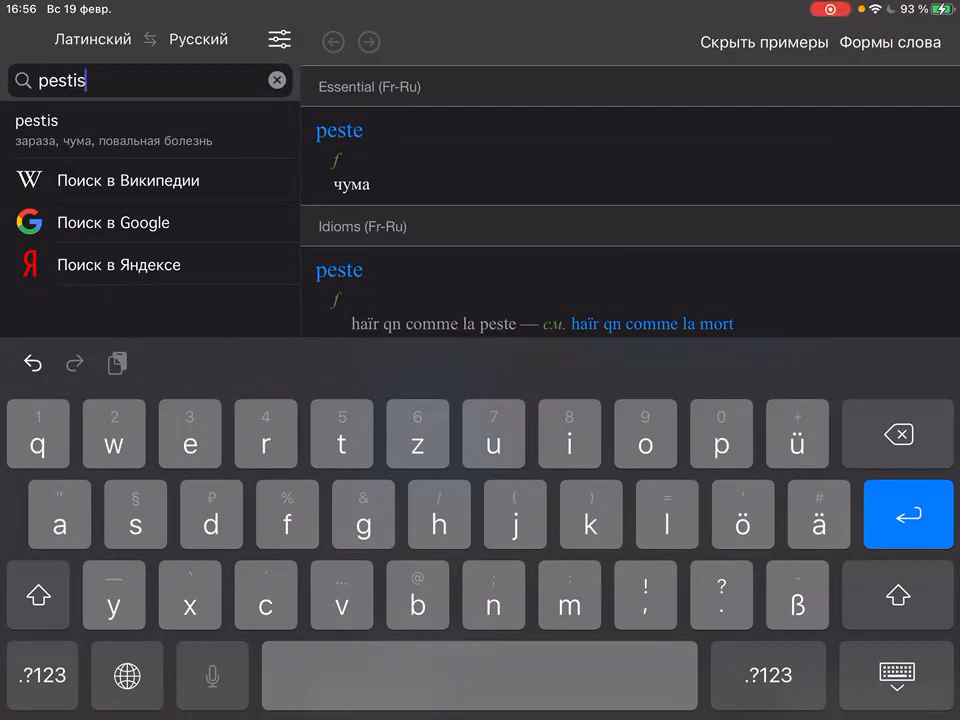 16:56 Вс 19 февр.
93 %
Латинский Русский
Скрыть примеры Формы слова
pestis
pestis
зараза, чума, повальная болезнь
W Поиск в Википедии
G Поиск в Google
Я Поиск в Яндексе
Essential (Fr-Ru)
peste
f
чума
Idioms (Fr-Ru)
peste
f
haïr qn comme la peste — см. haïr qn comme la mort
1 2 3 4 5 6 7 8 9 0 +
q w e r t z u i o p ü
" § ₽ % & / ( ) = ' #
a s d f g h j k l ö ä
— ` ´ ... @ ; : ! ? -
y x c v b n m , . ß
.?123 .?123